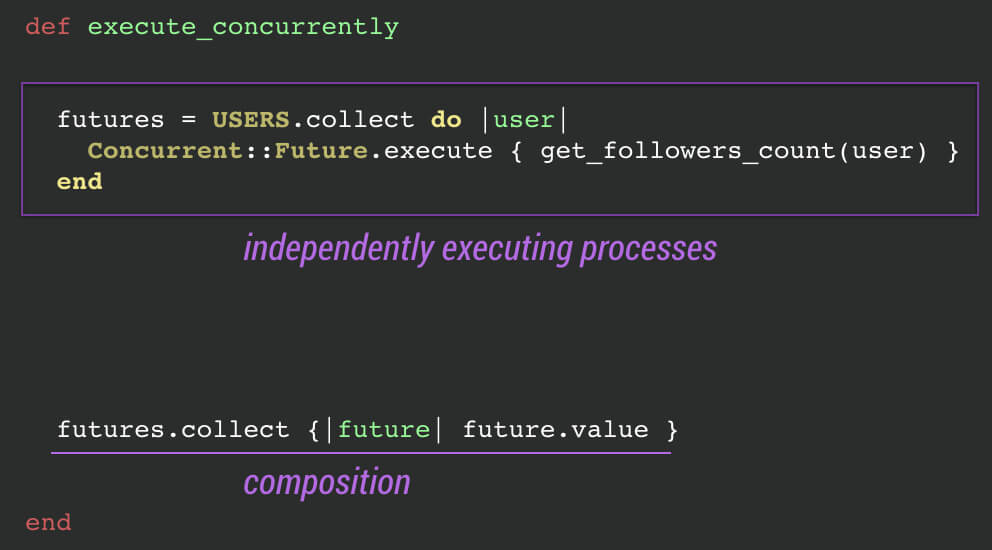 def execute_concurrently
futures = USERS.collect do |user|
Concurrent::Future.execute { get_followers_count(user) }
end
independently executing processes
futures.collect {|future| future.value }
composition
end